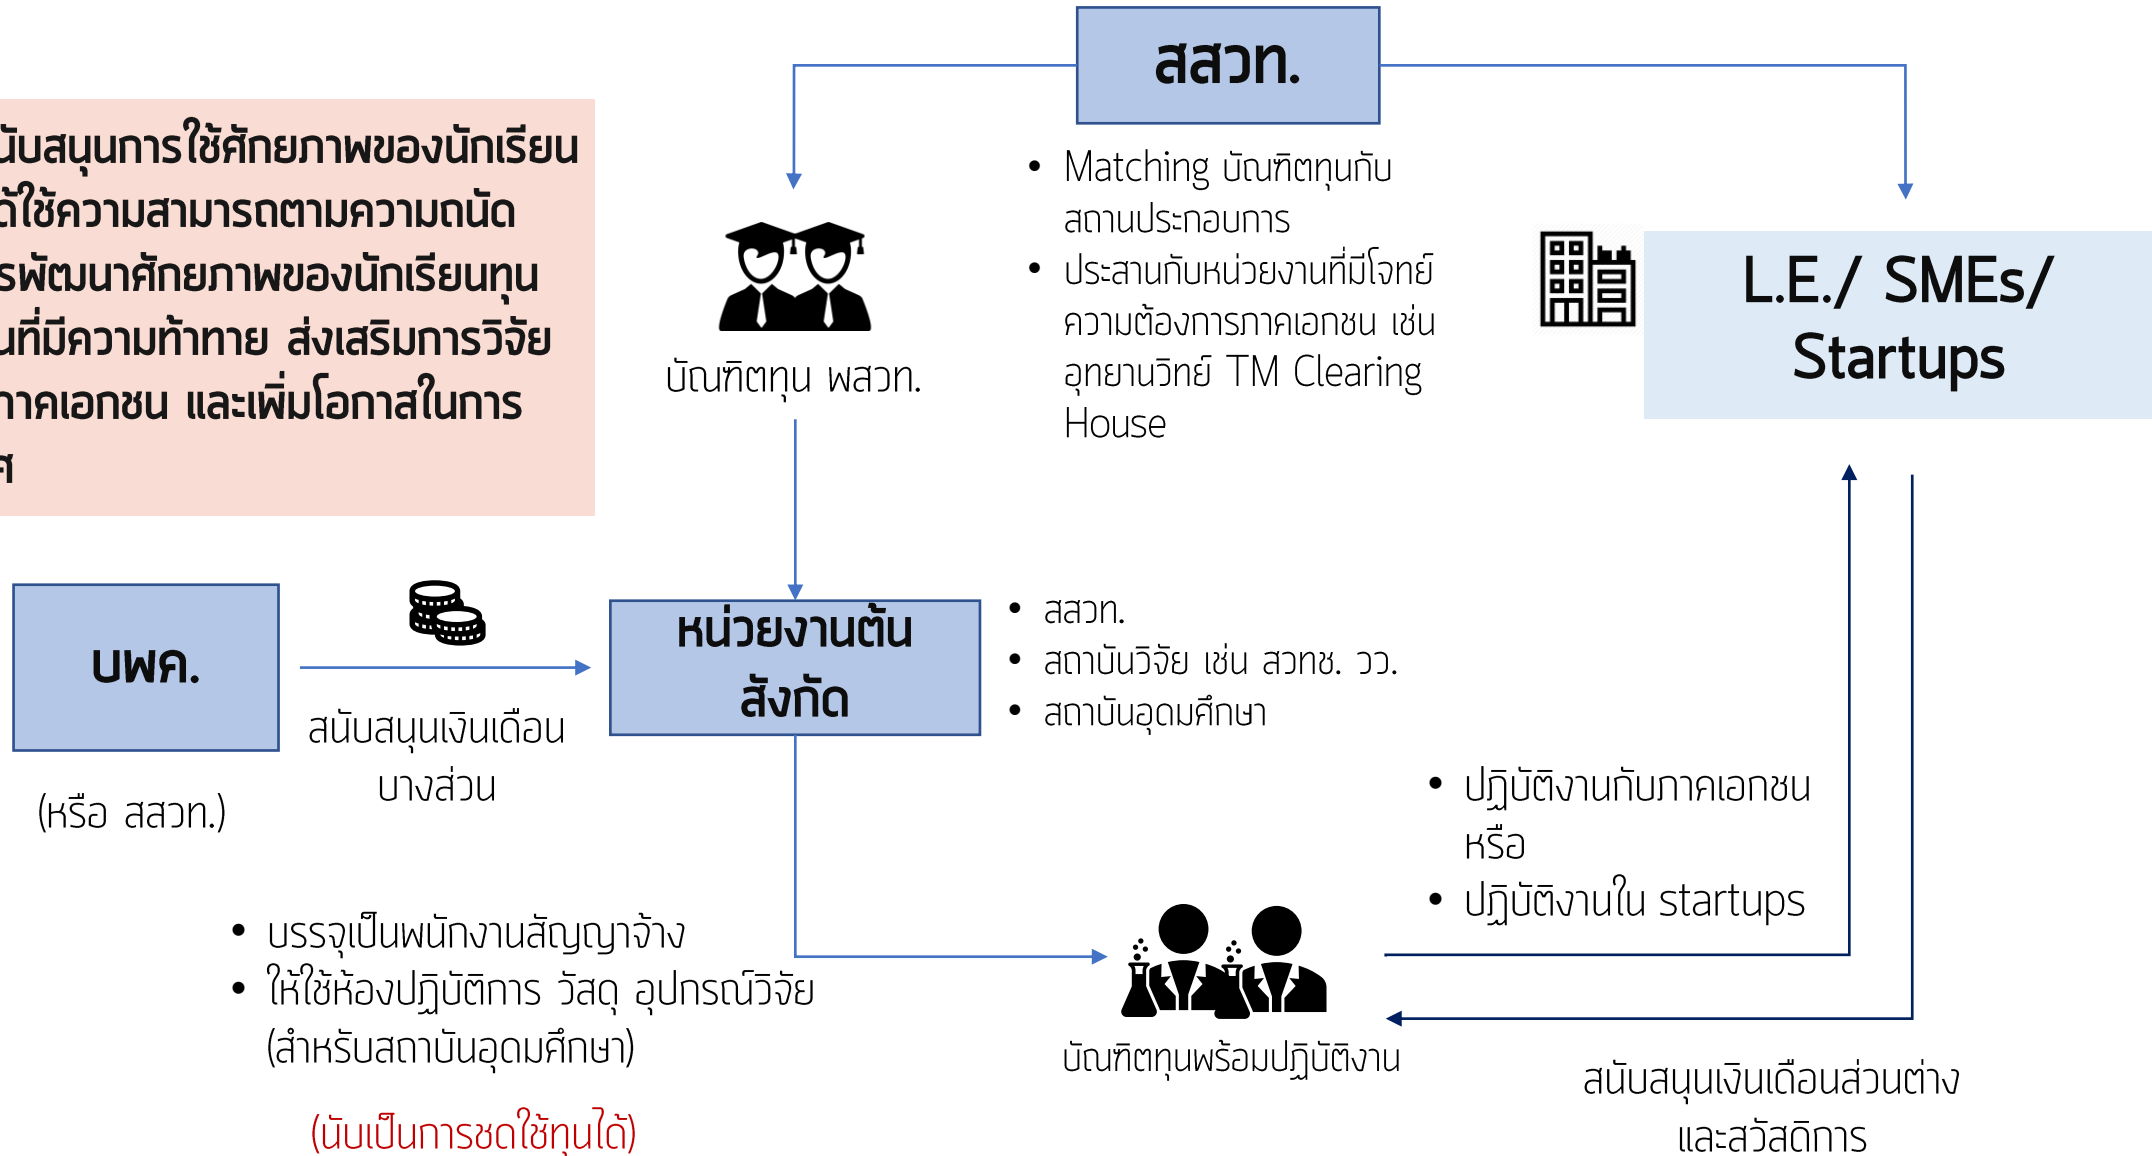 สสวท.
นับสนุนการใช้ศักยภาพของนักเรียน
ด้ใช้ความสามารถตามความถนัด
รพัฒนาศักยภาพของนักเรียนทุน
นที่มีความท้าทาย ส่งเสริมการวิจัย
ภาคเอกชน และเพิ่มโอกาสในการ
ศ
• Matching บัณฑิตทุนกับ
สถานประกอบการ
• ประสานกับหน่วยงานที่มีโจทย์
ความต้องการภาคเอกชน เช่น
อุทยานวิทย์ TM Clearing
House
L.E./ SMEs/
Startups
บัณฑิตทุน พสวท.
บพค.
(หรือ สสวท.)
สนับสนุนเงินเดือน
บางส่วน
หน่วยงานต้น
สังกัด
• สสวท.
• สถาบันวิจัย เช่น สวทช. วว.
• สถาบันอุดมศึกษา
• ปฏิบัติงานกับภาคเอกชน
หรือ
• ปฏิบัติงานใน startups
• บรรจุเป็นพนักงานสัญญาจ้าง
• ให้ใช้ห้องปฏิบัติการ วัสดุ อุปกรณ์วิจัย
(สำหรับสถาบันอุดมศึกษา)
(นับเป็นการชดใช้ทุนได้)
บัณฑิตทุนพร้อมปฏิบัติงาน
สนับสนุนเงินเดือนส่วนต่าง
และสวัสดิการ